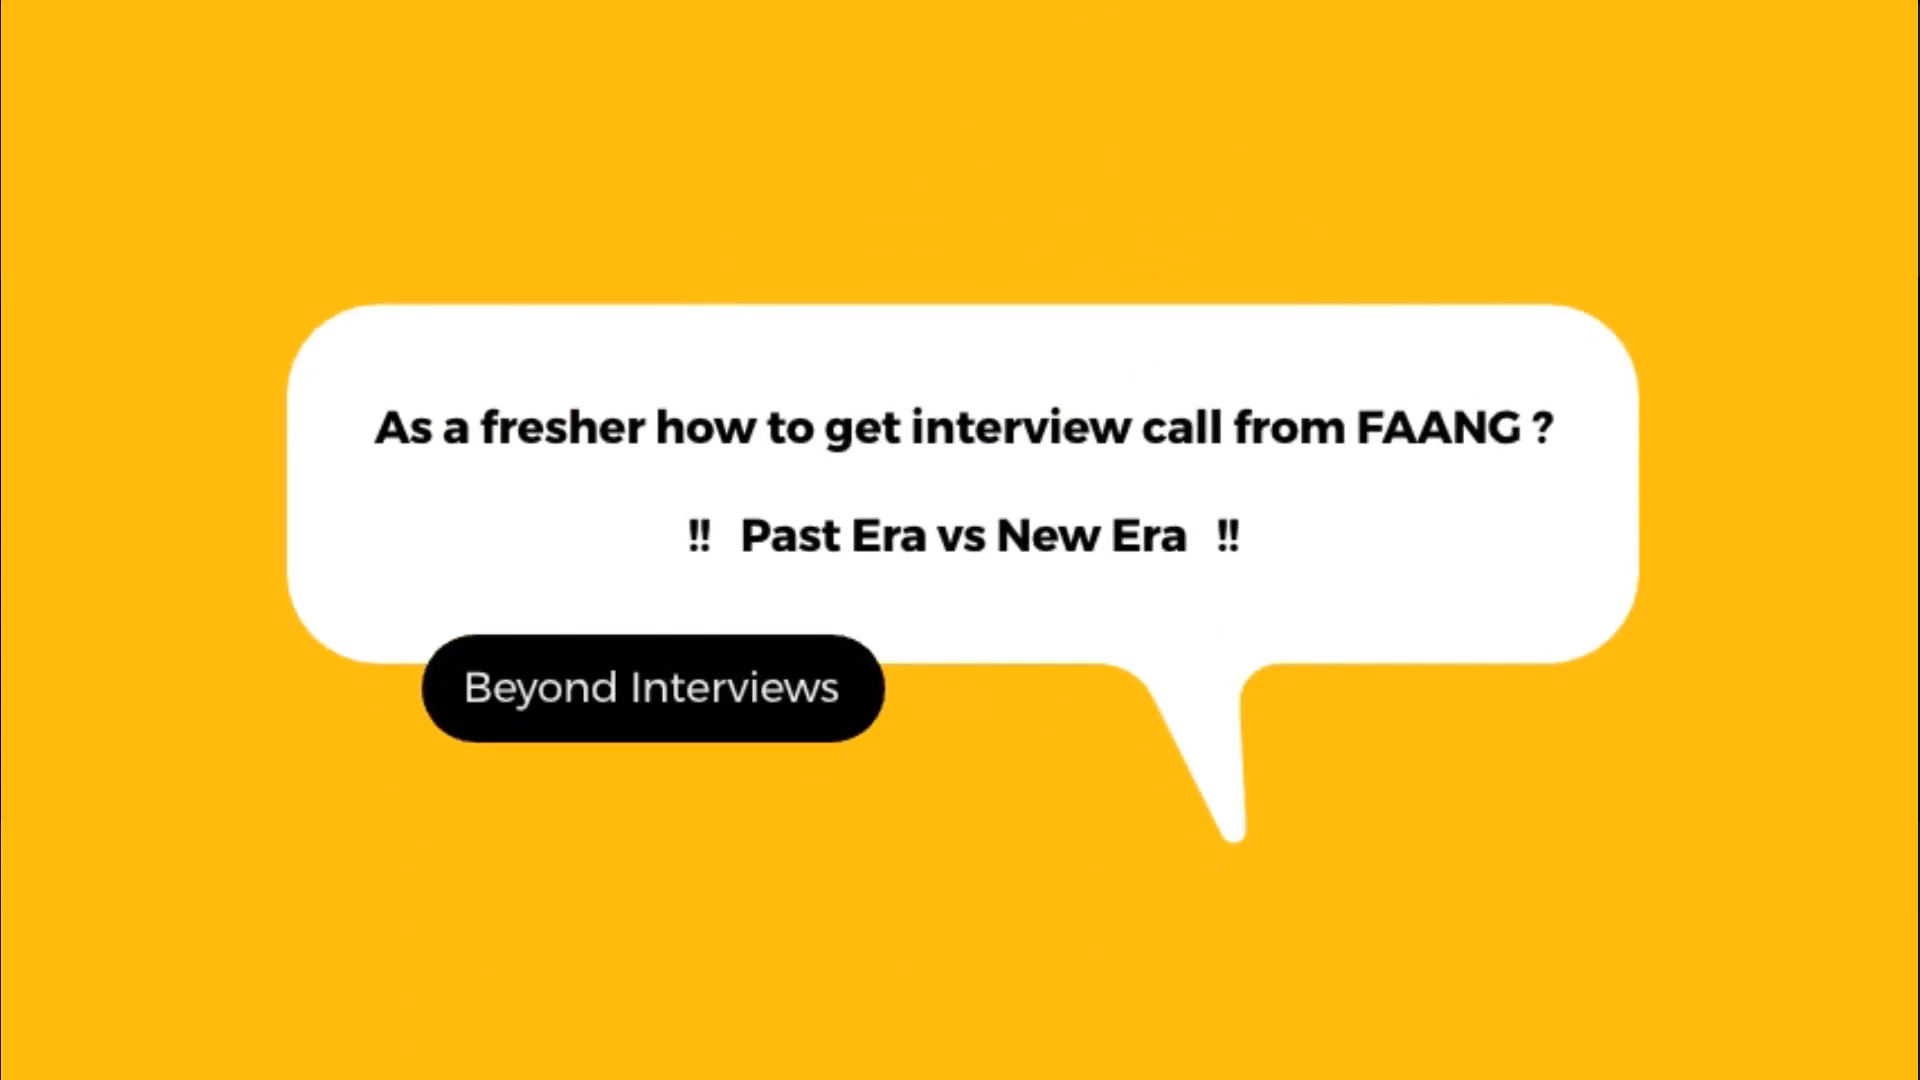 As a fresher how to get interview call from FAANG ?
‼ Past Era vs New Era ‼
Beyond Interviews